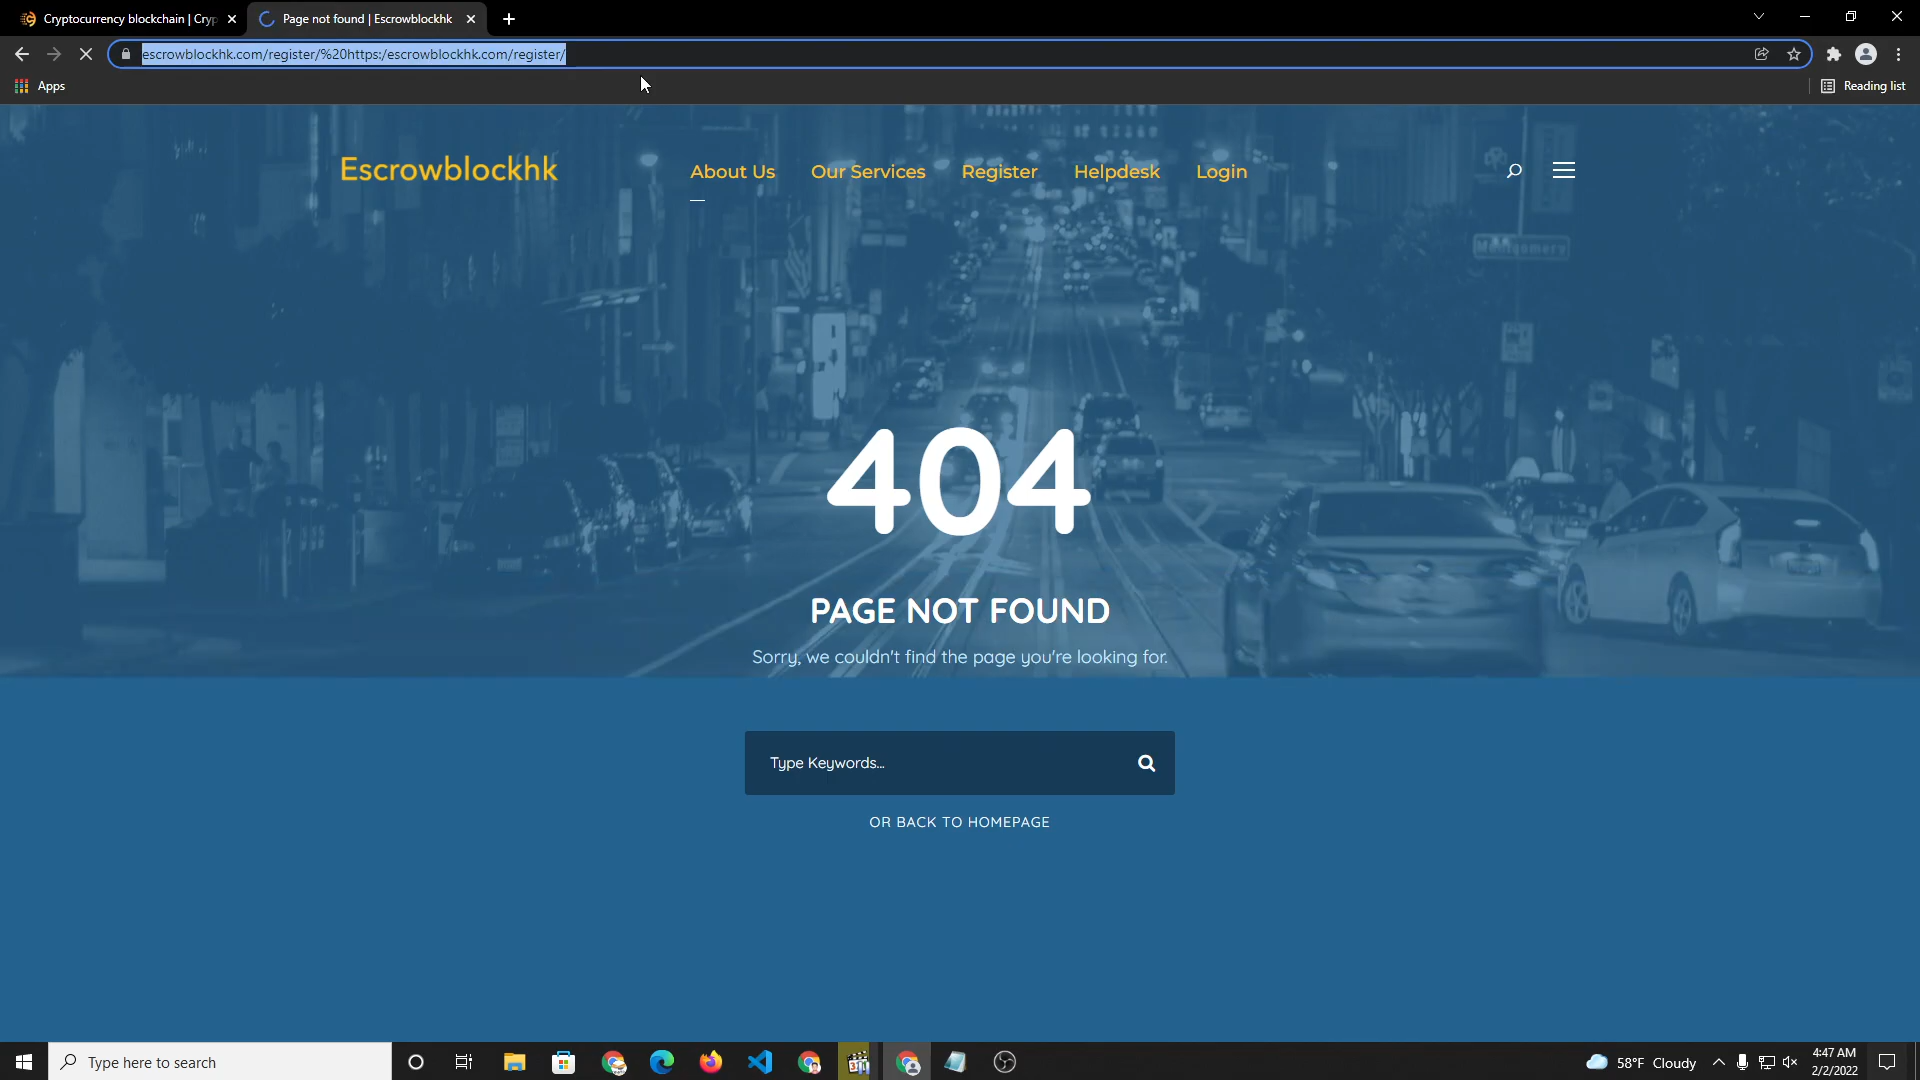 Cryptocurrency blockchain | Cryp
Page not found | Escrowblockhk
escrowblockhk.com/register/%20https:/escrowblockhk.com/register/
Apps
Reading list
Escrowblockhk
About Us
Our Services
Register
Helpdesk
Login
Montgomery
404
PAGE NOT FOUND
Sorry, we couldn't find the page you're looking for.
Type Keywords...
OR BACK TO HOMEPAGE
Type here to search
58°F Cloudy
4:47 AM
2/2/2022